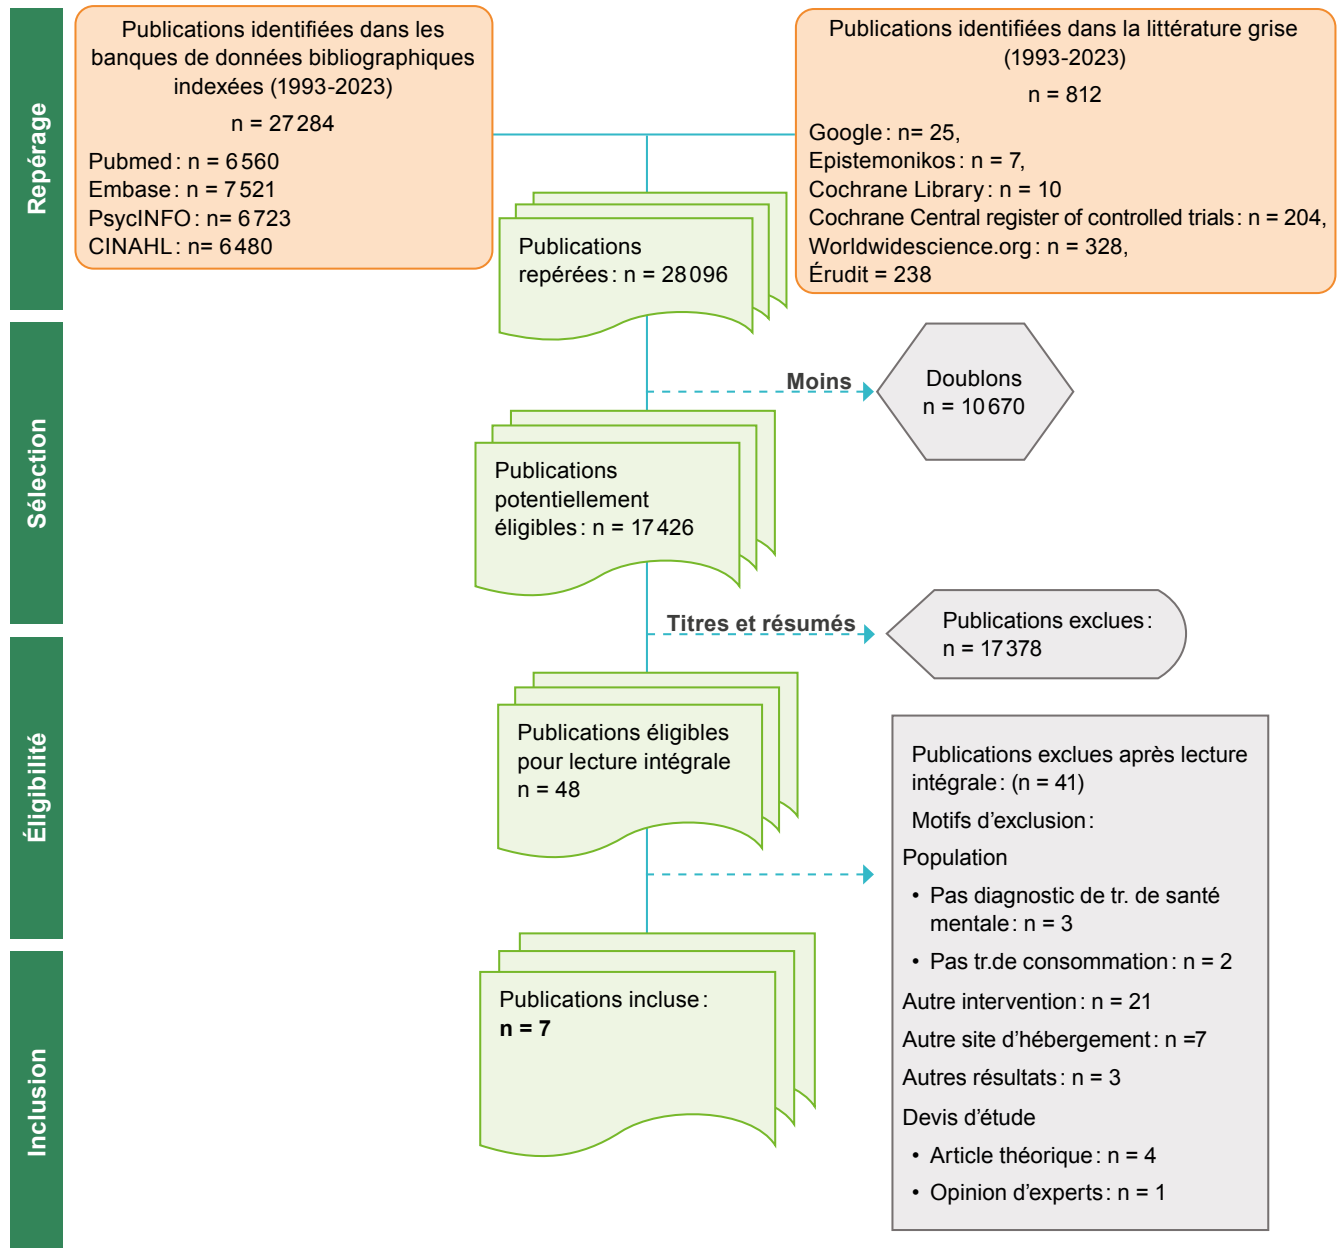 Repérage
Publications identifiées dans les
banques de données bibliographiques
indexées (1993-2023)
n = 27 284
Pubmed : n = 6 560
Embase : n = 7 521
PsycINFO : n= 6 723
CINAHL : n= 6 480
Publications identifiées dans la littérature grise
(1993-2023)
n = 812
Google : n= 25,
Epistemonikos : n = 7,
Cochrane Library : n = 10
Cochrane Central register of controlled trials : n = 204,
Worldwidescience.org : n = 328,
Érudit = 238
Publications
repérées : n = 28 096
Sélection
Moins
Doublons
n = 10 670
Publications
potentiellement
éligibles : n = 17 426
Titres et résumés
Publications exclues :
n = 17 378
Éligibilité
Publications éligibles
pour lecture intégrale
n = 48
Publications exclues après lecture
intégrale : (n = 41)
Motifs d'exclusion :
Population
• Pas diagnostic de tr. de santé
mentale : n = 3
• Pas tr.de consommation : n = 2
Autre intervention : n = 21
Autre site d'hébergement : n =7
Autres résultats : n = 3
Devis d'étude
• Article théorique : n = 4
• Opinion d'experts : n = 1
Inclusion
Publications incluse :
n = 7